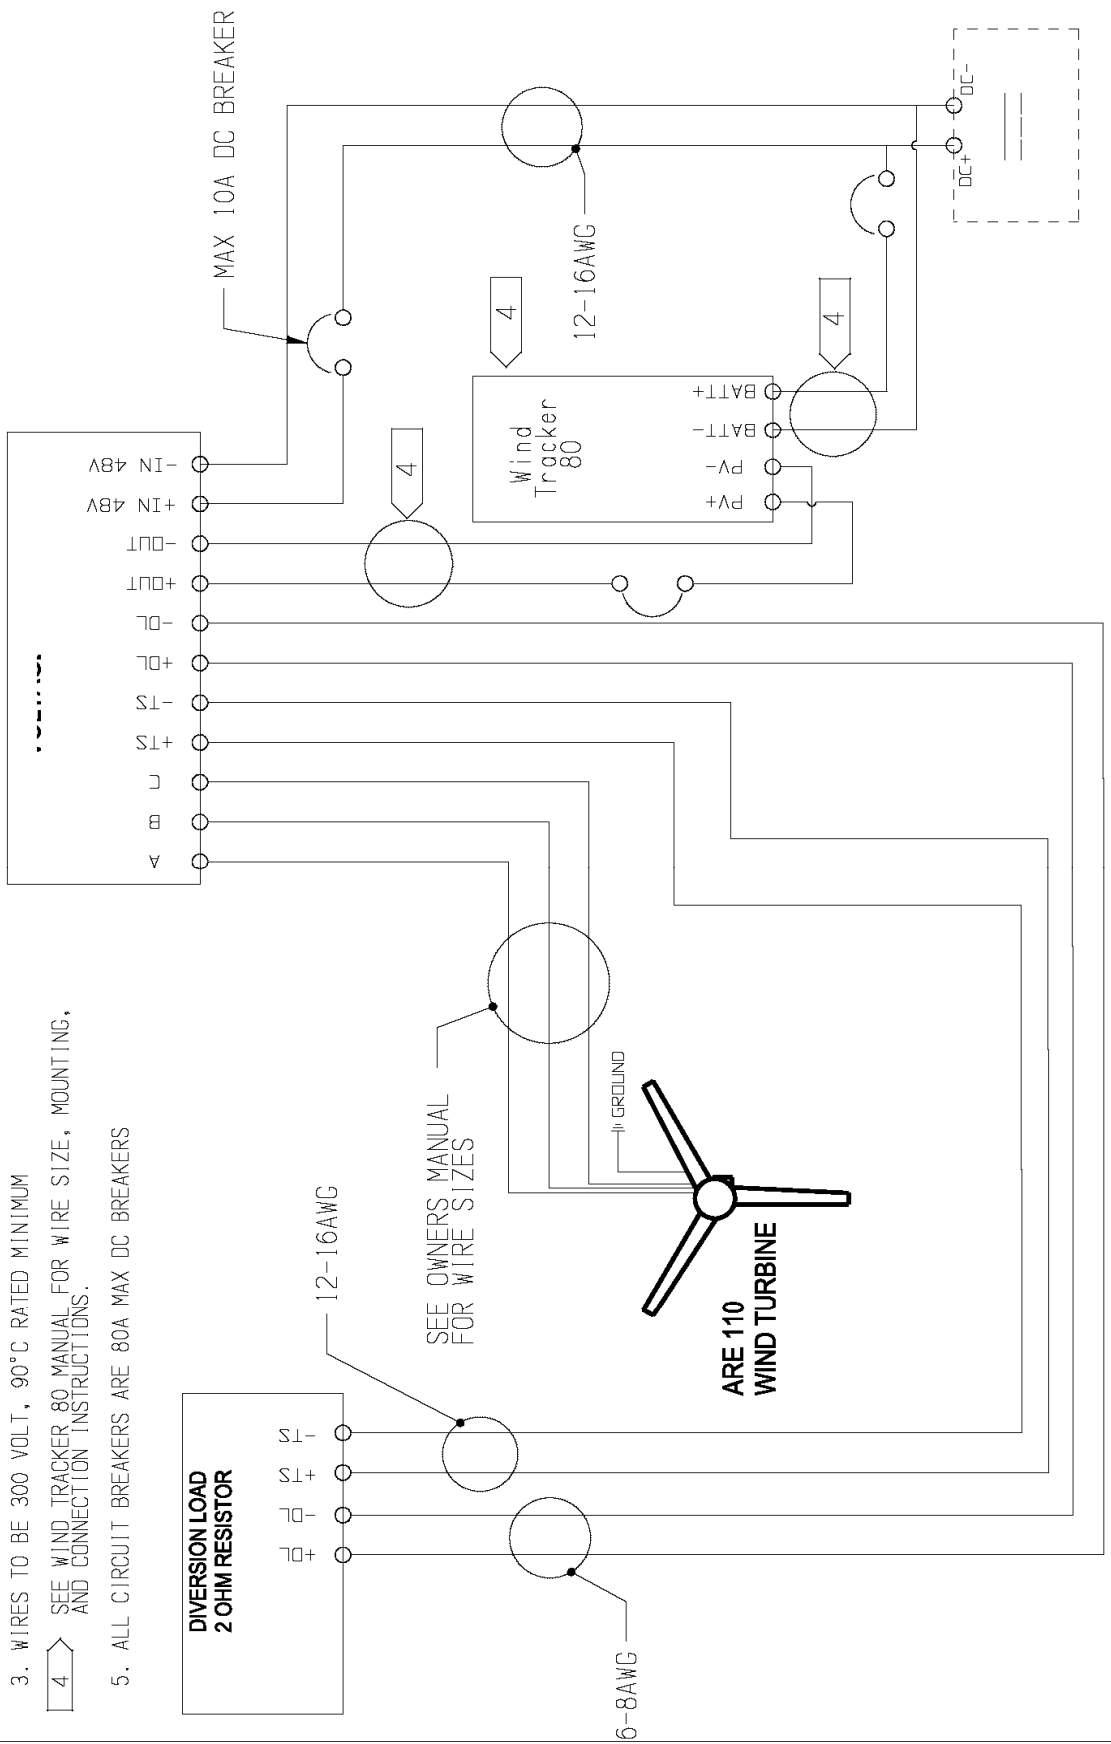 3. WIRES TO BE 300 VOLT, 90°C RATED MINIMUM
4 SEE WIND TRACKER 80 MANUAL FOR WIRE SIZE, MOUNTING,
AND CONNECTION INSTRUCTIONS.
5. ALL CIRCUIT BREAKERS ARE 80A MAX DC BREAKERS
A
B
C
+TS
-TS
+DL
-DL
+OUT
-OUT
+IN 48V
-IN 48V
MAX 10A DC BREAKER
DIVERSION LOAD
2 OHM RESISTOR
+DL
-DL
+TS
-TS
12-16AWG
6-8AWG
SEE OWNERS MANUAL
FOR WIRE SIZES
GROUND
ARE 110
WIND TURBINE
4
4
4
Wind
Tracker
80
PV+
PV-
BATT-
BATT+
12-16AWG
DC+
DC-